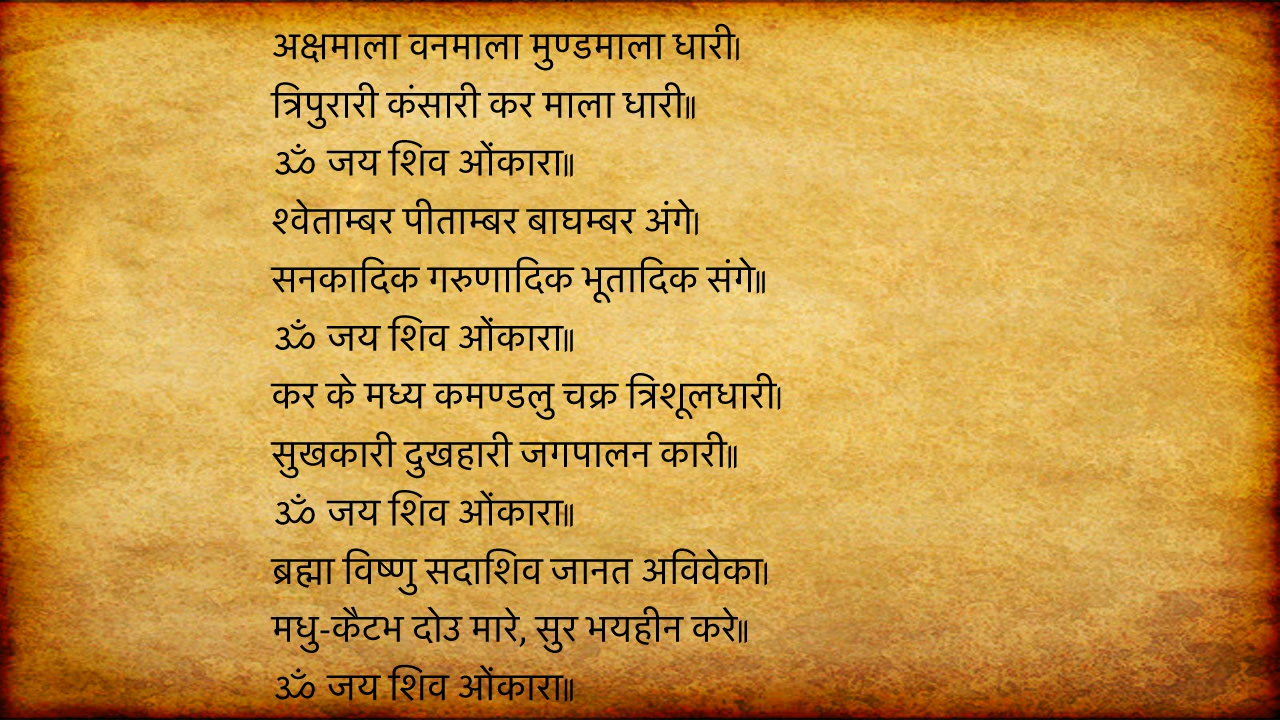 अक्षमाला वनमाला मुण्डमाला धारी।
त्रिपुरारी कंसारी कर माला धारी॥
ॐ जय शिव ओंकारा॥
श्वेताम्बर पीताम्बर बाघम्बर अंगे।
सनकादिक गरुणादिक भूतादिक संगे॥
ॐ जय शिव ओंकारा॥
कर के मध्य कमण्डलु चक्र त्रिशूलधारी।
सुखकारी दुखहारी जगपालन कारी॥
ॐ जय शिव ओंकारा॥
ब्रह्मा विष्णु सदाशिव जानत अविवेका।
मधु-कैटभ दोउ मारे, सुर भयहीन करे॥
ॐ जय शिव ओंकारा॥